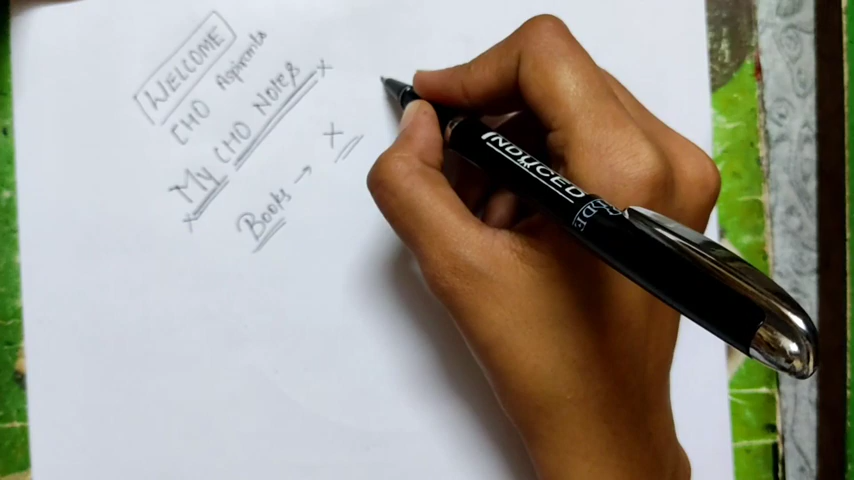 WELCOME
CHO Aspirants
x My CHO Notes x
Books → x
INDUCED